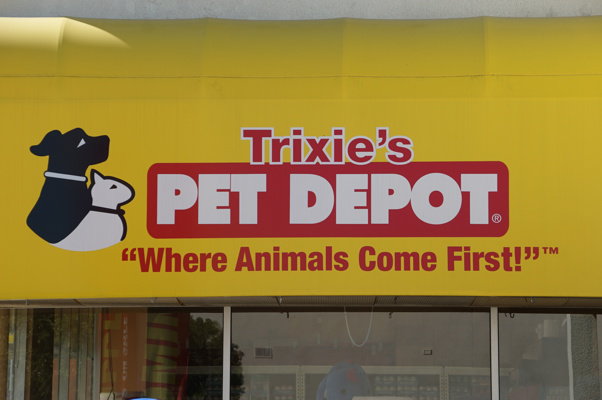 Trixie's
PET DEPOT®
“Where Animals Come First!”™